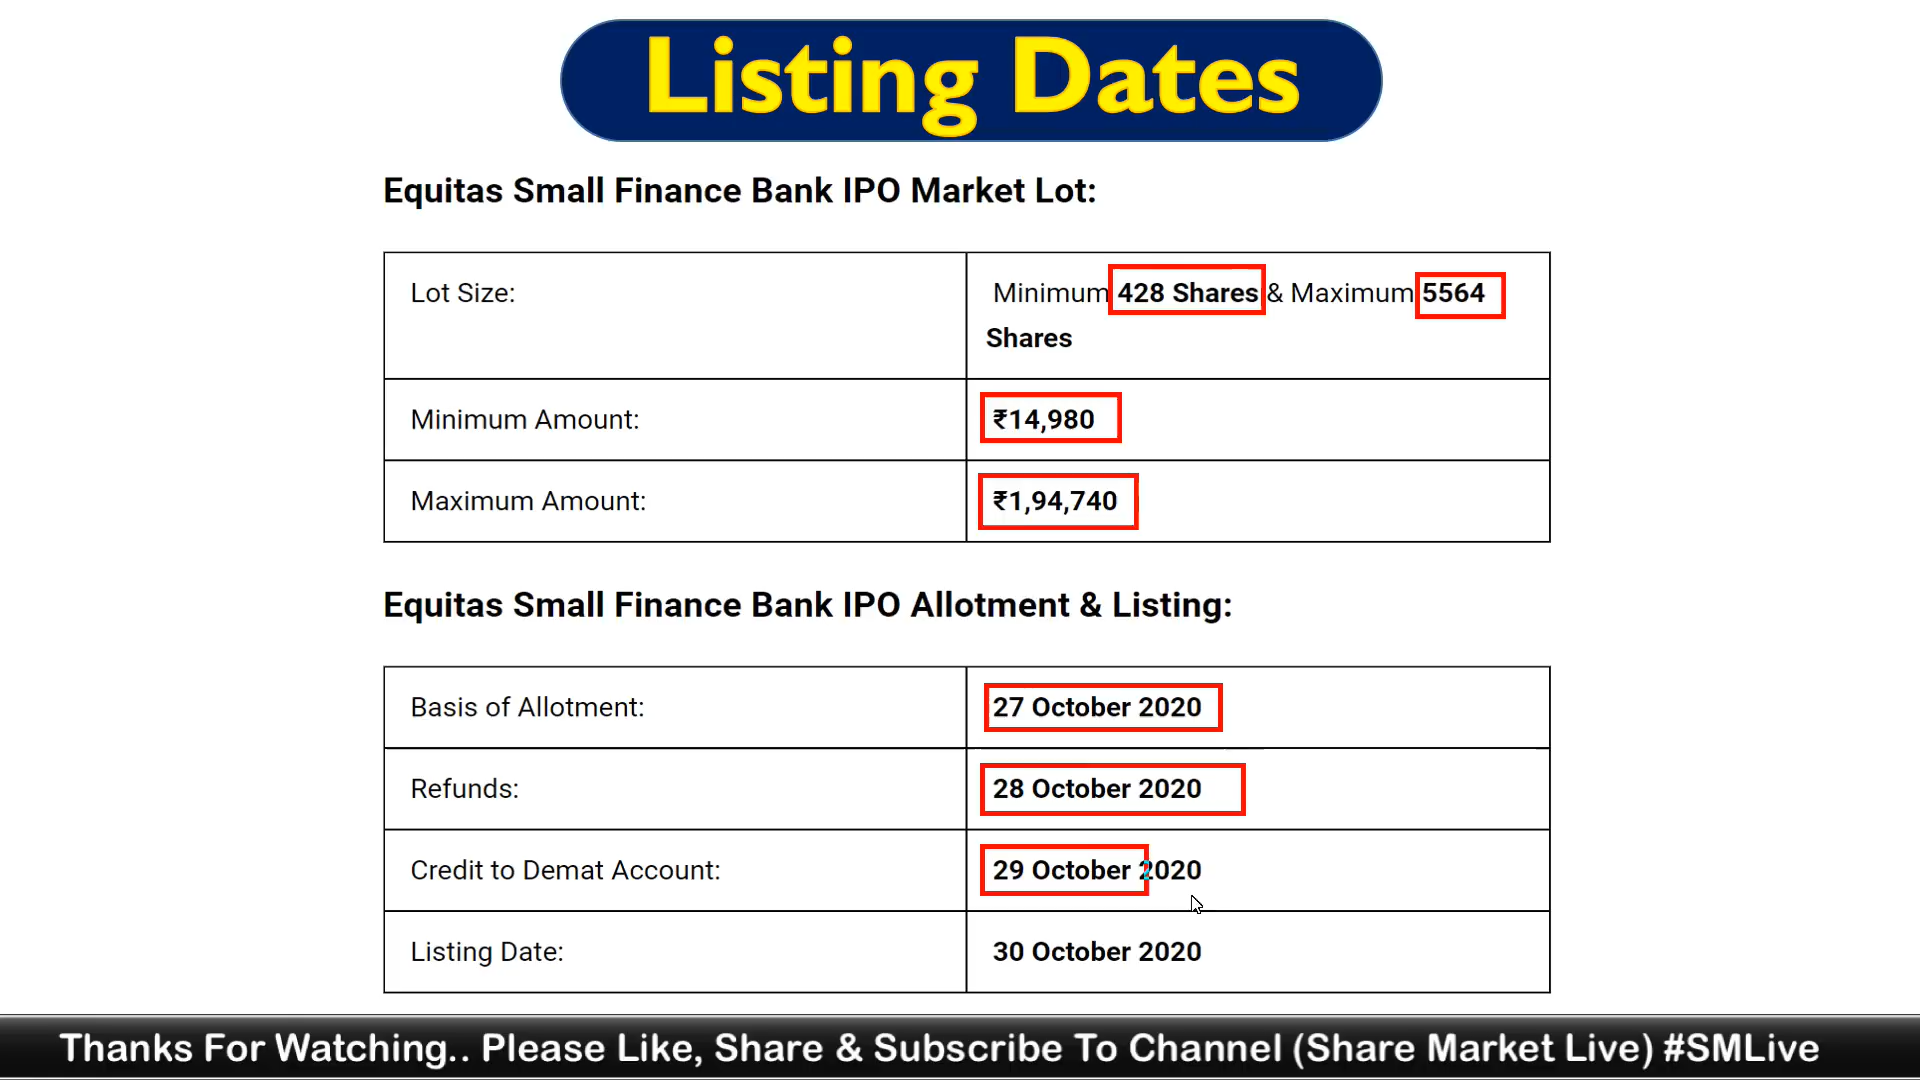 Listing Dates
Equitas Small Finance Bank IPO Market Lot:
Lot Size: Minimum 428 Shares & Maximum 5564
Shares
Minimum Amount: ₹14,980
Maximum Amount: ₹1,94,740
Equitas Small Finance Bank IPO Allotment & Listing:
Basis of Allotment: 27 October 2020
Refunds: 28 October 2020
Credit to Demat Account: 29 October 2020
Listing Date: 30 October 2020
Thanks For Watching.. Please Like, Share & Subscribe To Channel (Share Market Live) #SMLive